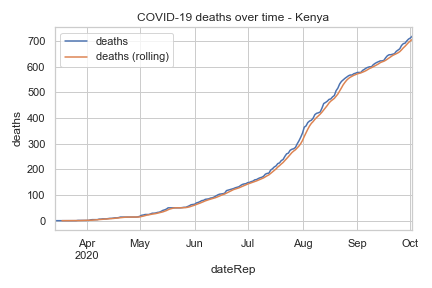 COVID-19 deaths over time - Kenya
deaths
deaths (rolling)
700
600
500
400
300
200
100
0
deaths
Apr May Jun Jul Aug Sep Oct
2020
dateRep